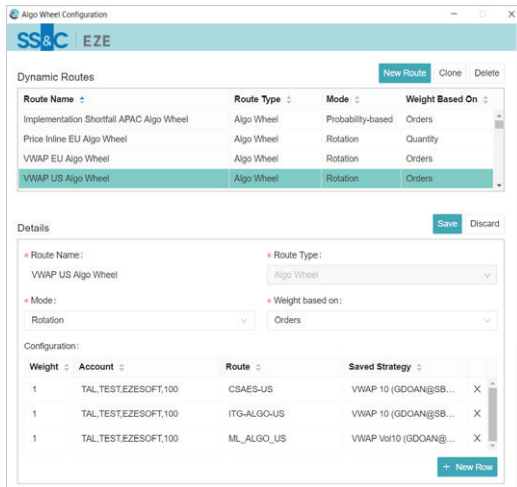 Algo Wheel Configuration
SS&C | EZE
Dynamic Routes New Route Clone Delete
Route Name Route Type Mode Weight Based On
Implementation Shortfall APAC Algo Wheel Algo Wheel Probability-based Orders
Price Inline EU Algo Wheel Algo Wheel Rotation Quantity
VWAP EU Algo Wheel Algo Wheel Rotation Orders
VWAP US Algo Wheel Algo Wheel Rotation Orders
Details Save Discard
* Route Name: * Route Type:
VWAP US Algo Wheel Algo Wheel
* Mode: * Weight based on:
Rotation Orders
Configuration:
Weight Account Route Saved Strategy
1 TAL,TEST,EZESOFT,100 CSAES-US VWAP 10 (GDOAN@SB... X
1 TAL,TEST,EZESOFT,100 ITG-ALGO-US VWAP 10 (GDOAN@SB... X
1 TAL,TEST,EZESOFT,100 ML_ALGO_US VWAP Vol10 (GDOAN@... X
+ New Row